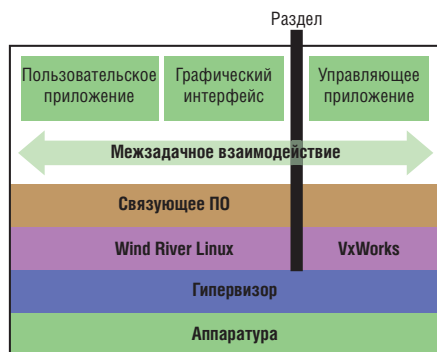 Раздел
Пользовательское
приложение
Графический
интерфейс
Управляющее
приложение
Межзадачное взаимодействие
Связующее ПО
Wind River Linux
VxWorks
Гипервизор
Аппаратура